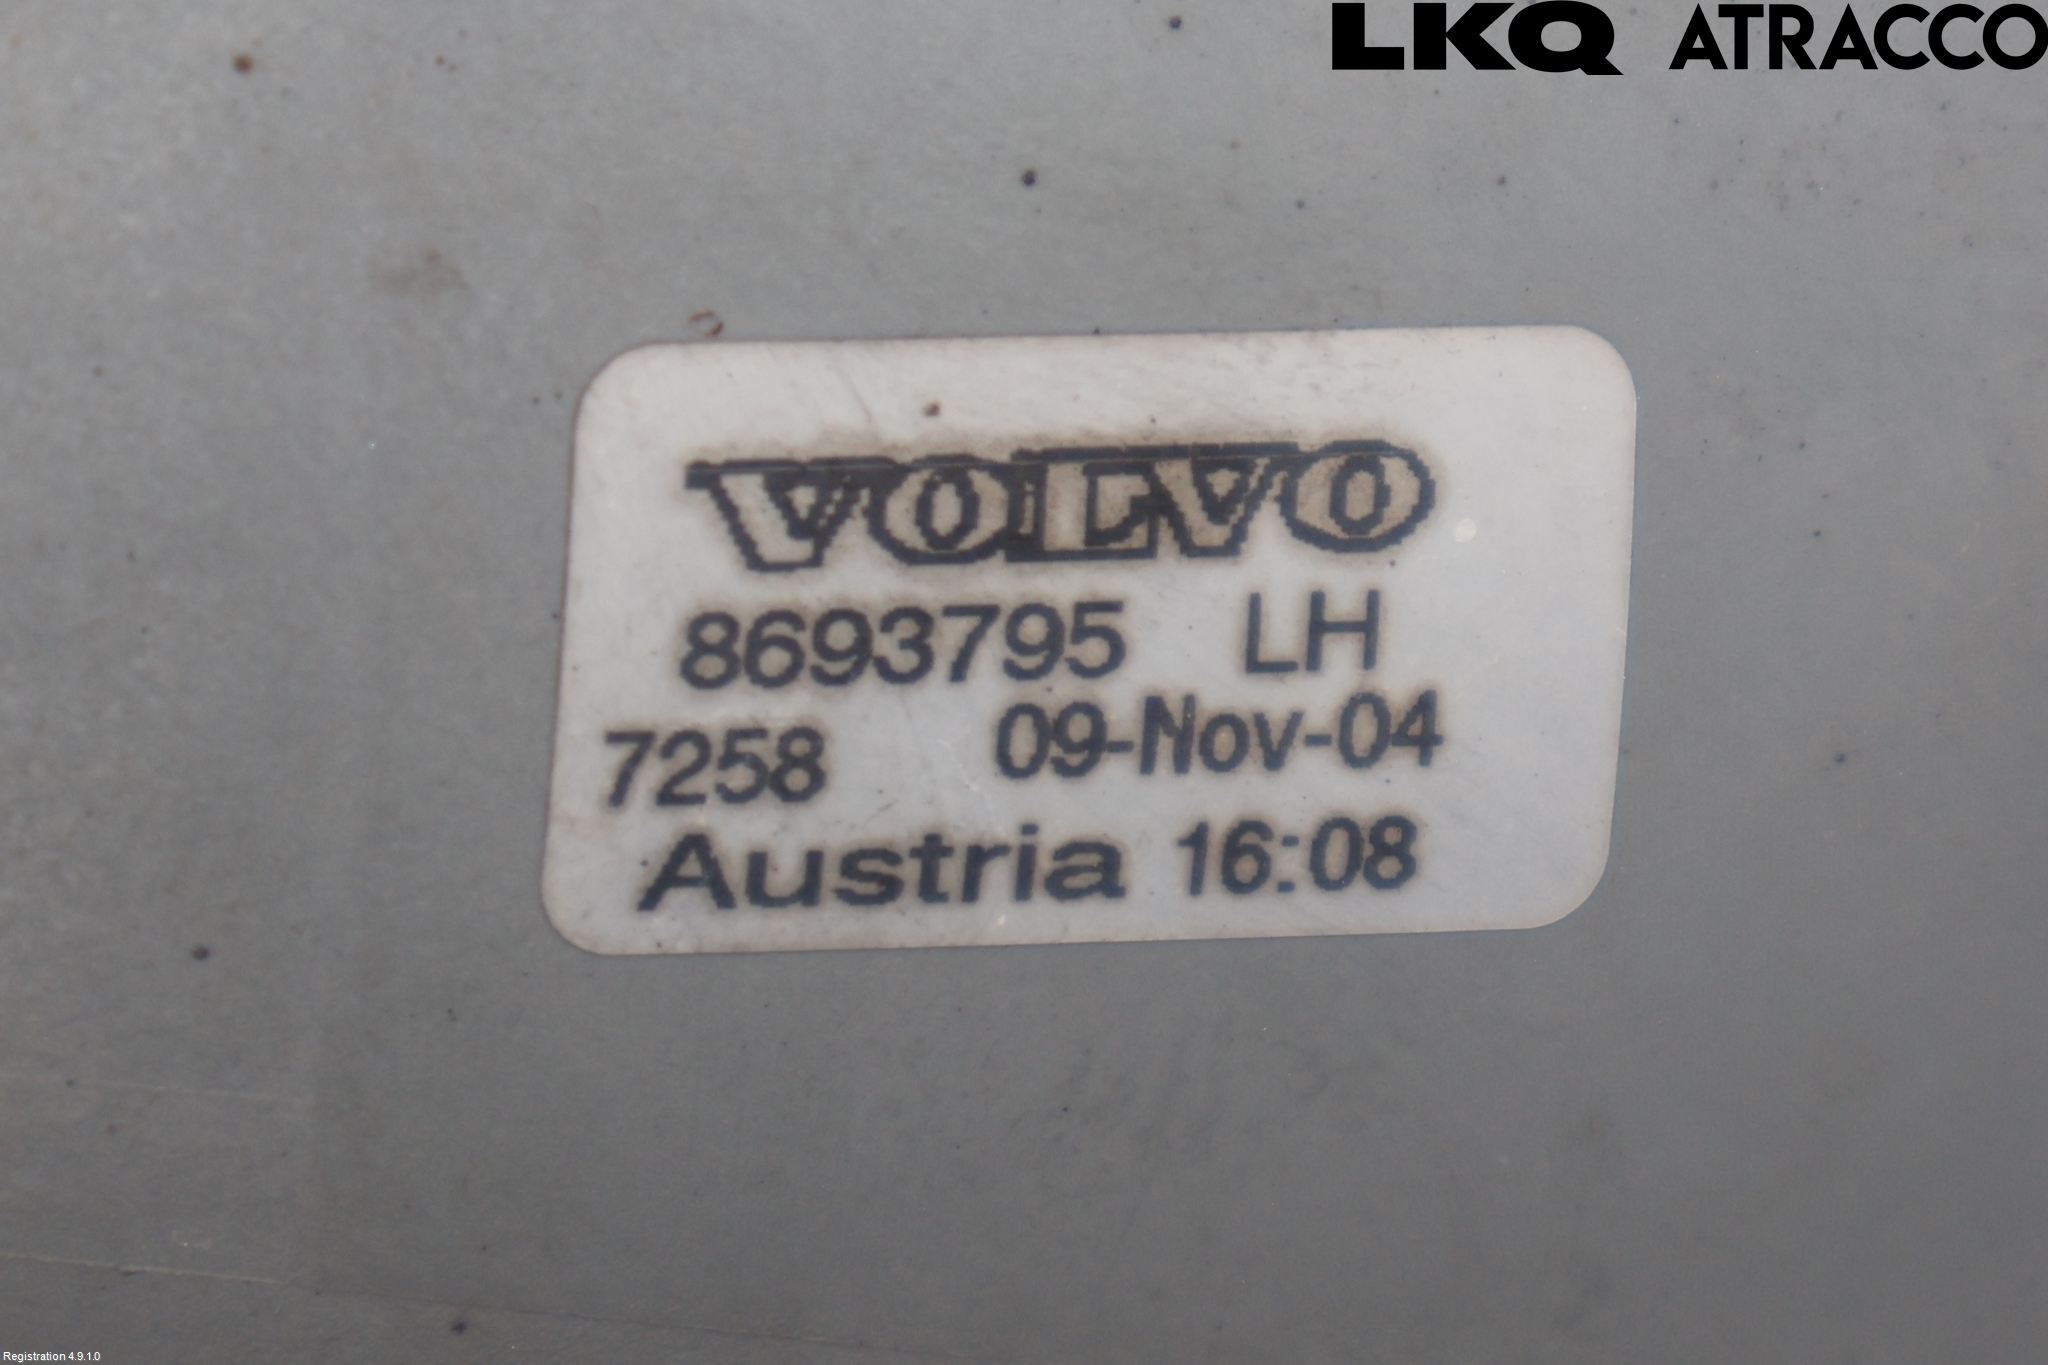 LKQ ATRACCO
VOLVO
8693795 LH
7258 09-Nov-04
Austria 16:08
Registration 4.9.1.0